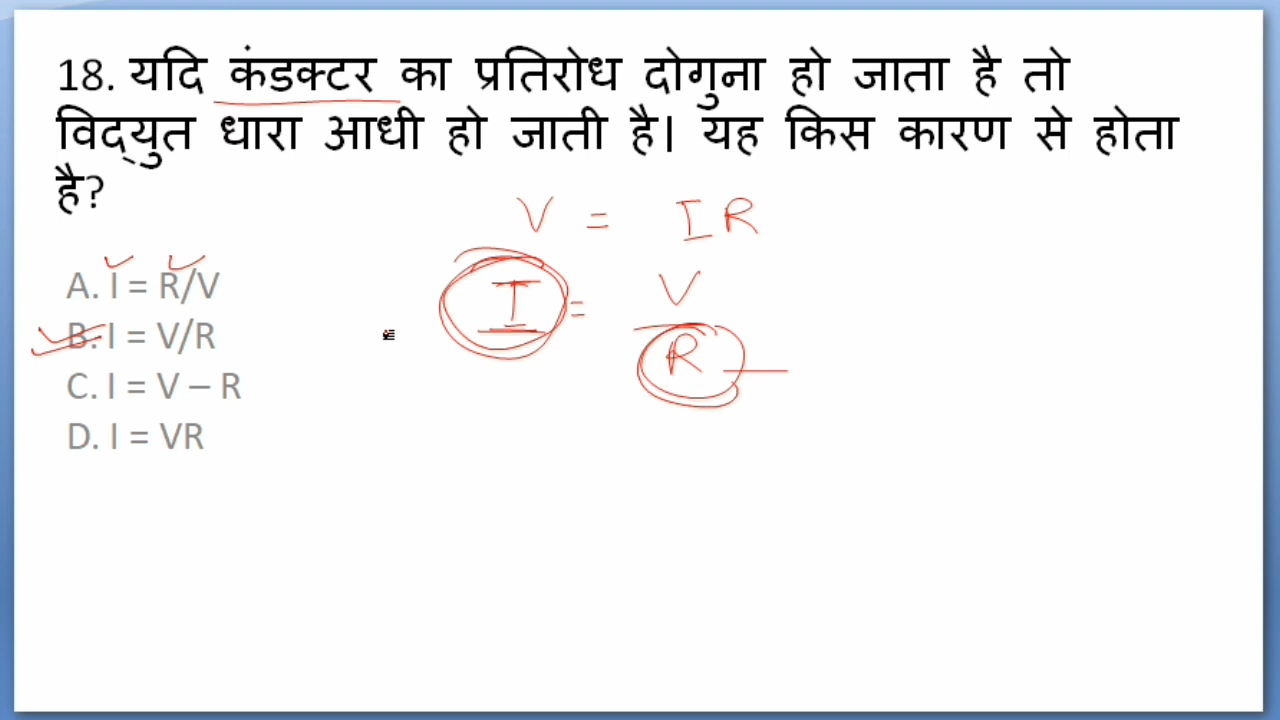 18. यदि कंडक्टर का प्रतिरोध दोगुना हो जाता है तो
विद्युत धारा आधी हो जाती है। यह किस कारण से होता
है?
V = IR
A. I = R/V
I = V
R
B. I = V/R
C. I = V – R
D. I = VR